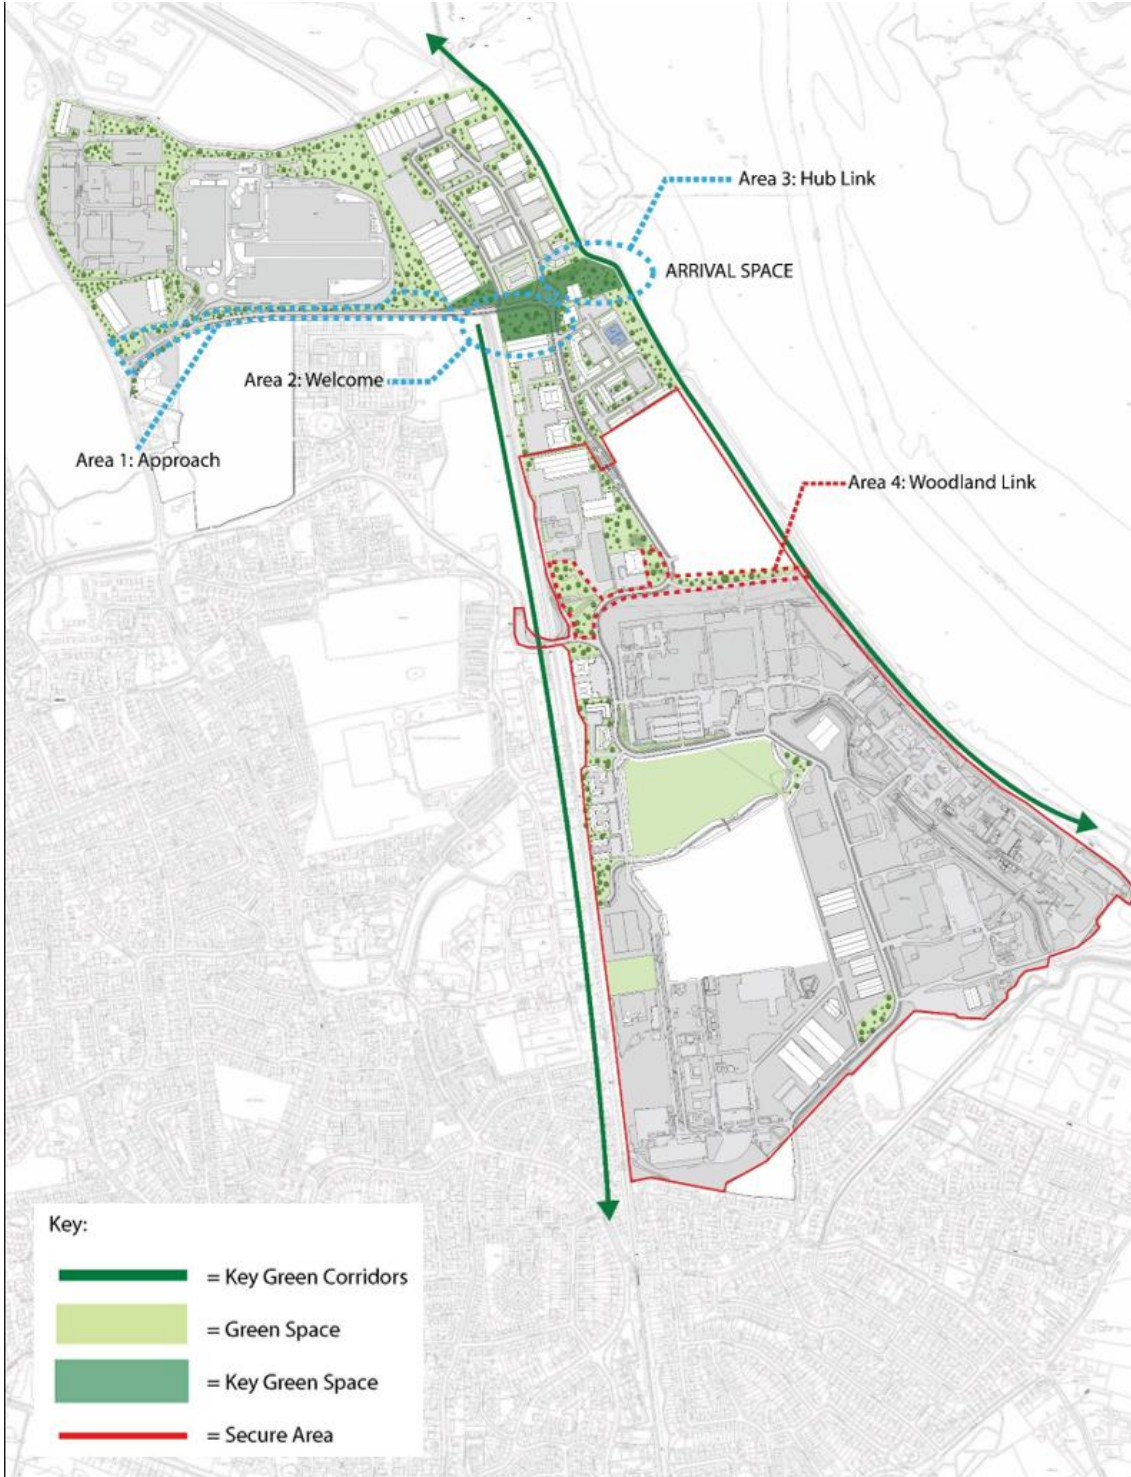 Area 3: Hub Link
ARRIVAL SPACE
Area 2: Welcome
Area 1: Approach
Area 4: Woodland Link
Key:
= Key Green Corridors
= Green Space
= Key Green Space
= Secure Area